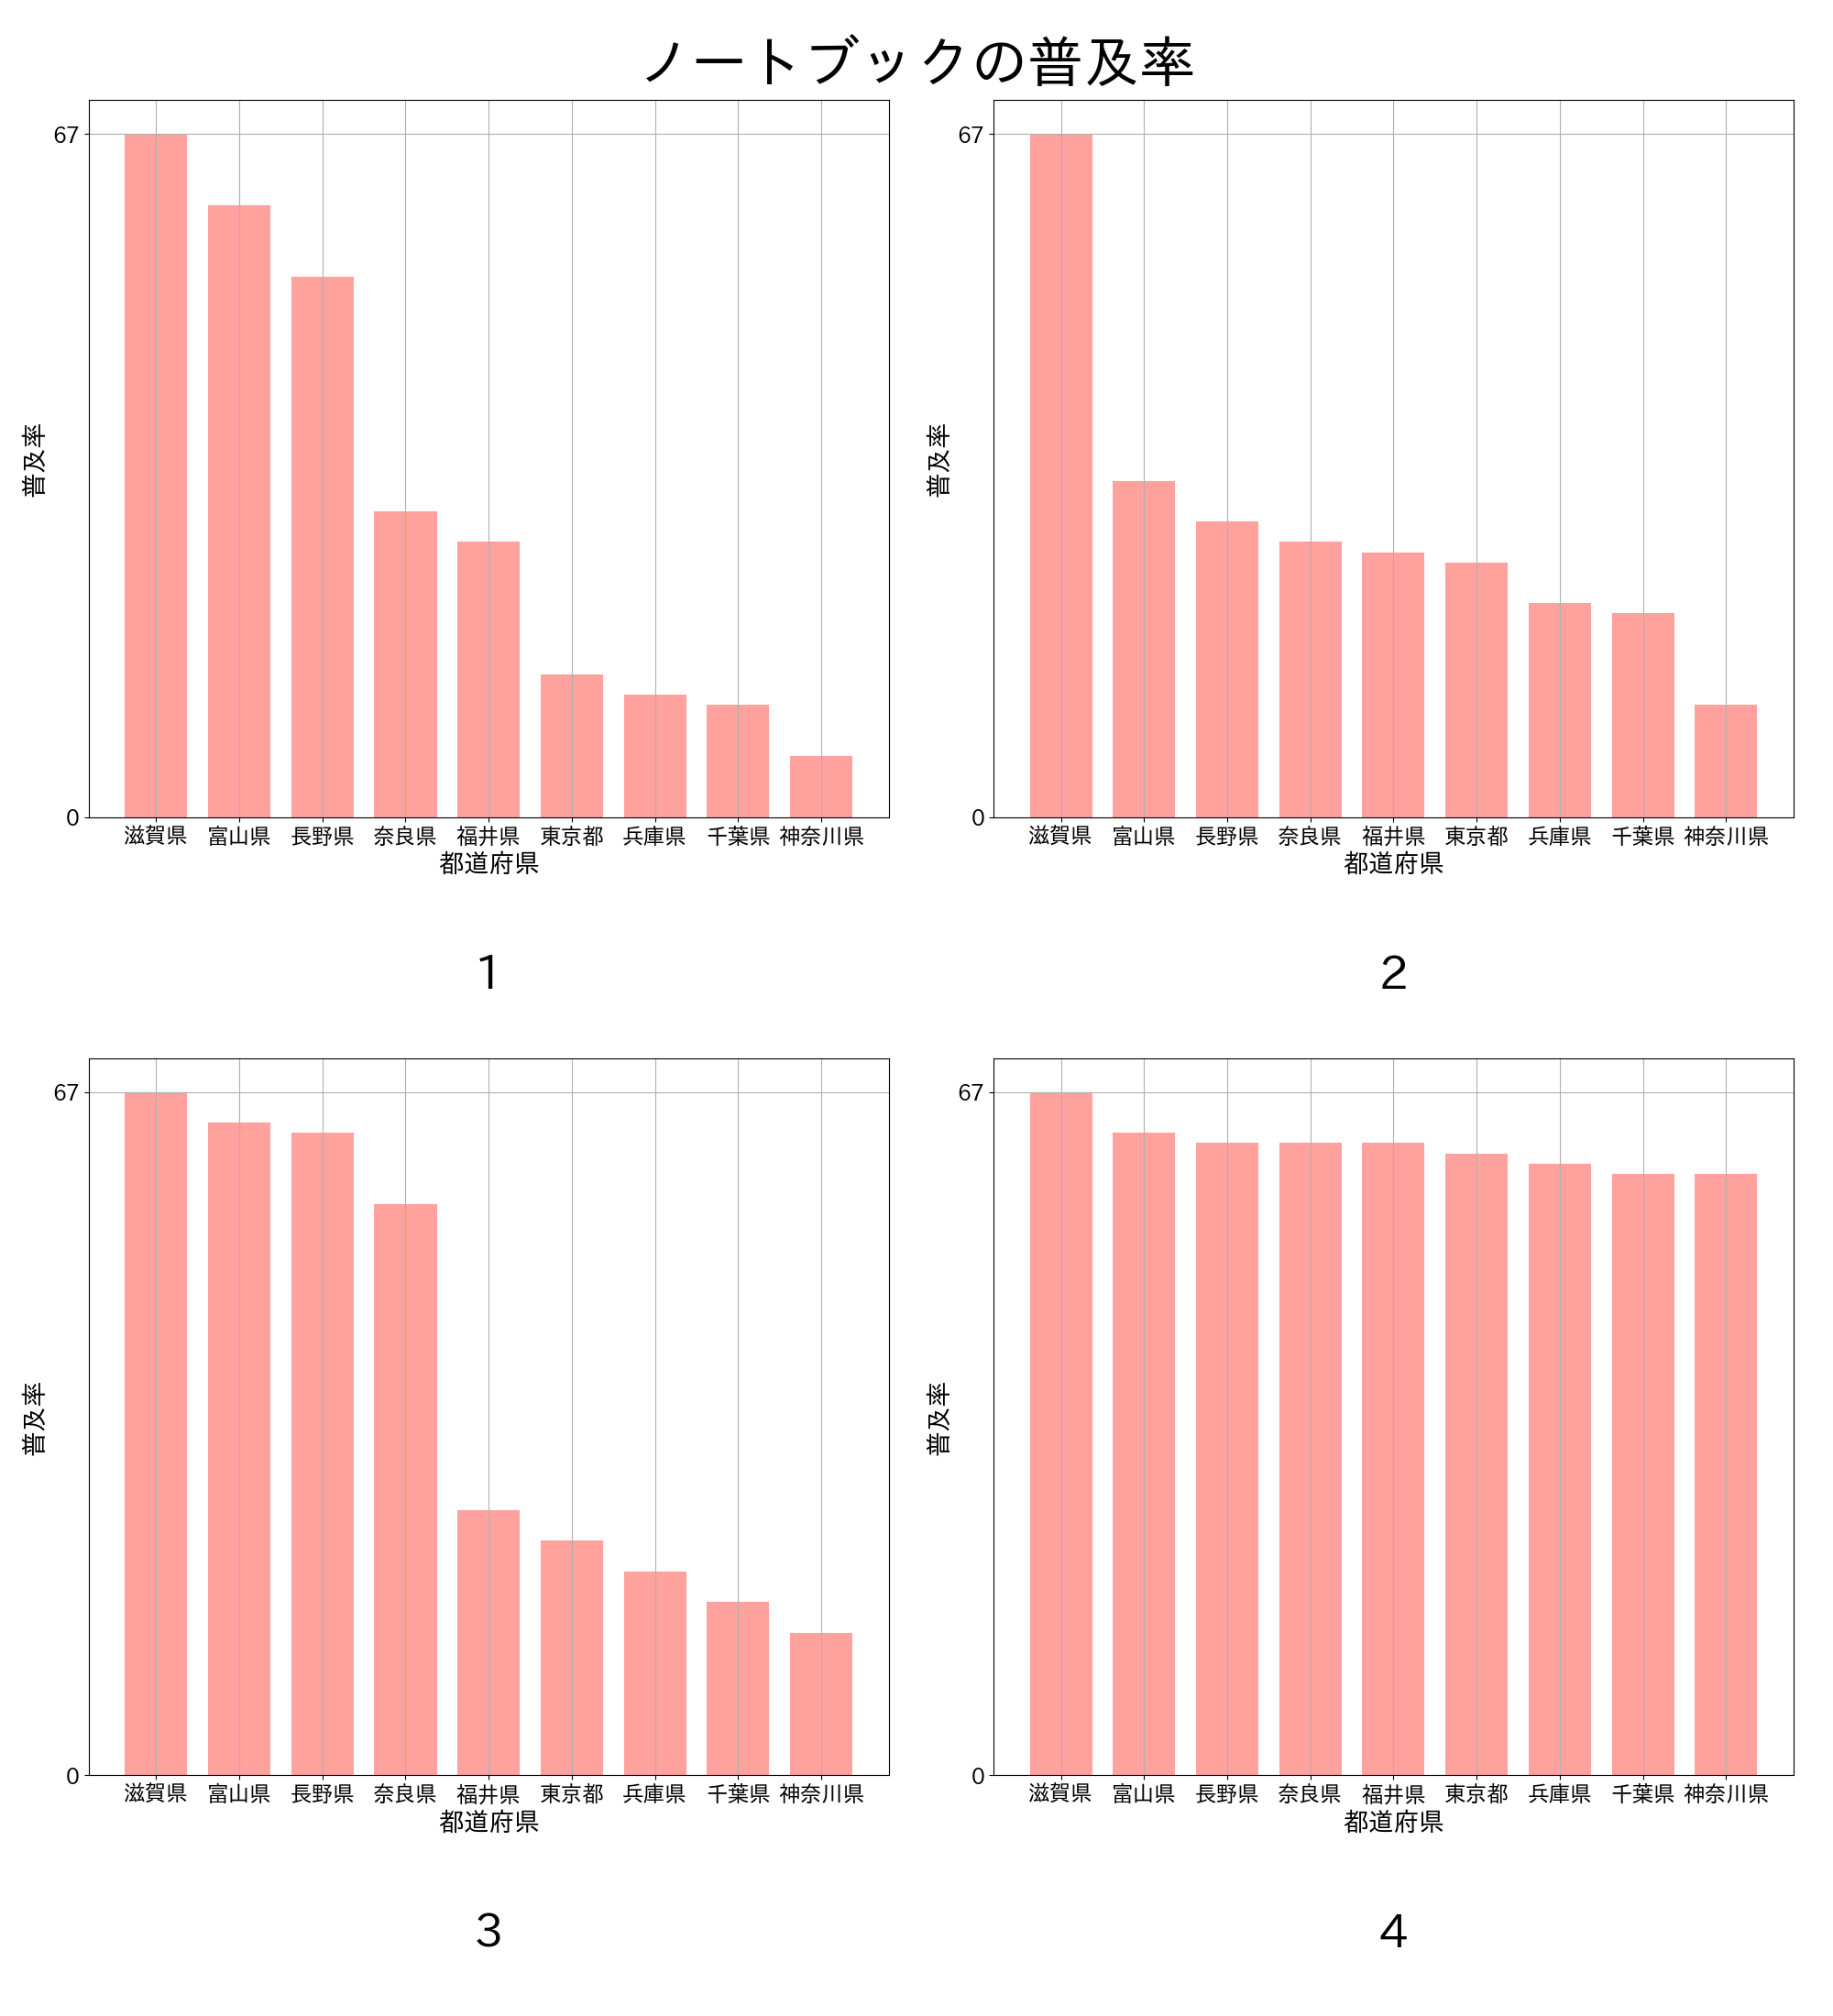 ノートブックの普及率
67
0
普及率
滋賀県 富山県 長野県 奈良県 福井県 東京都 兵庫県 千葉県 神奈川県
都道府県
1
67
0
普及率
滋賀県 富山県 長野県 奈良県 福井県 東京都 兵庫県 千葉県 神奈川県
都道府県
2
67
0
普及率
滋賀県 富山県 長野県 奈良県 福井県 東京都 兵庫県 千葉県 神奈川県
都道府県
3
67
0
普及率
滋賀県 富山県 長野県 奈良県 福井県 東京都 兵庫県 千葉県 神奈川県
都道府県
4